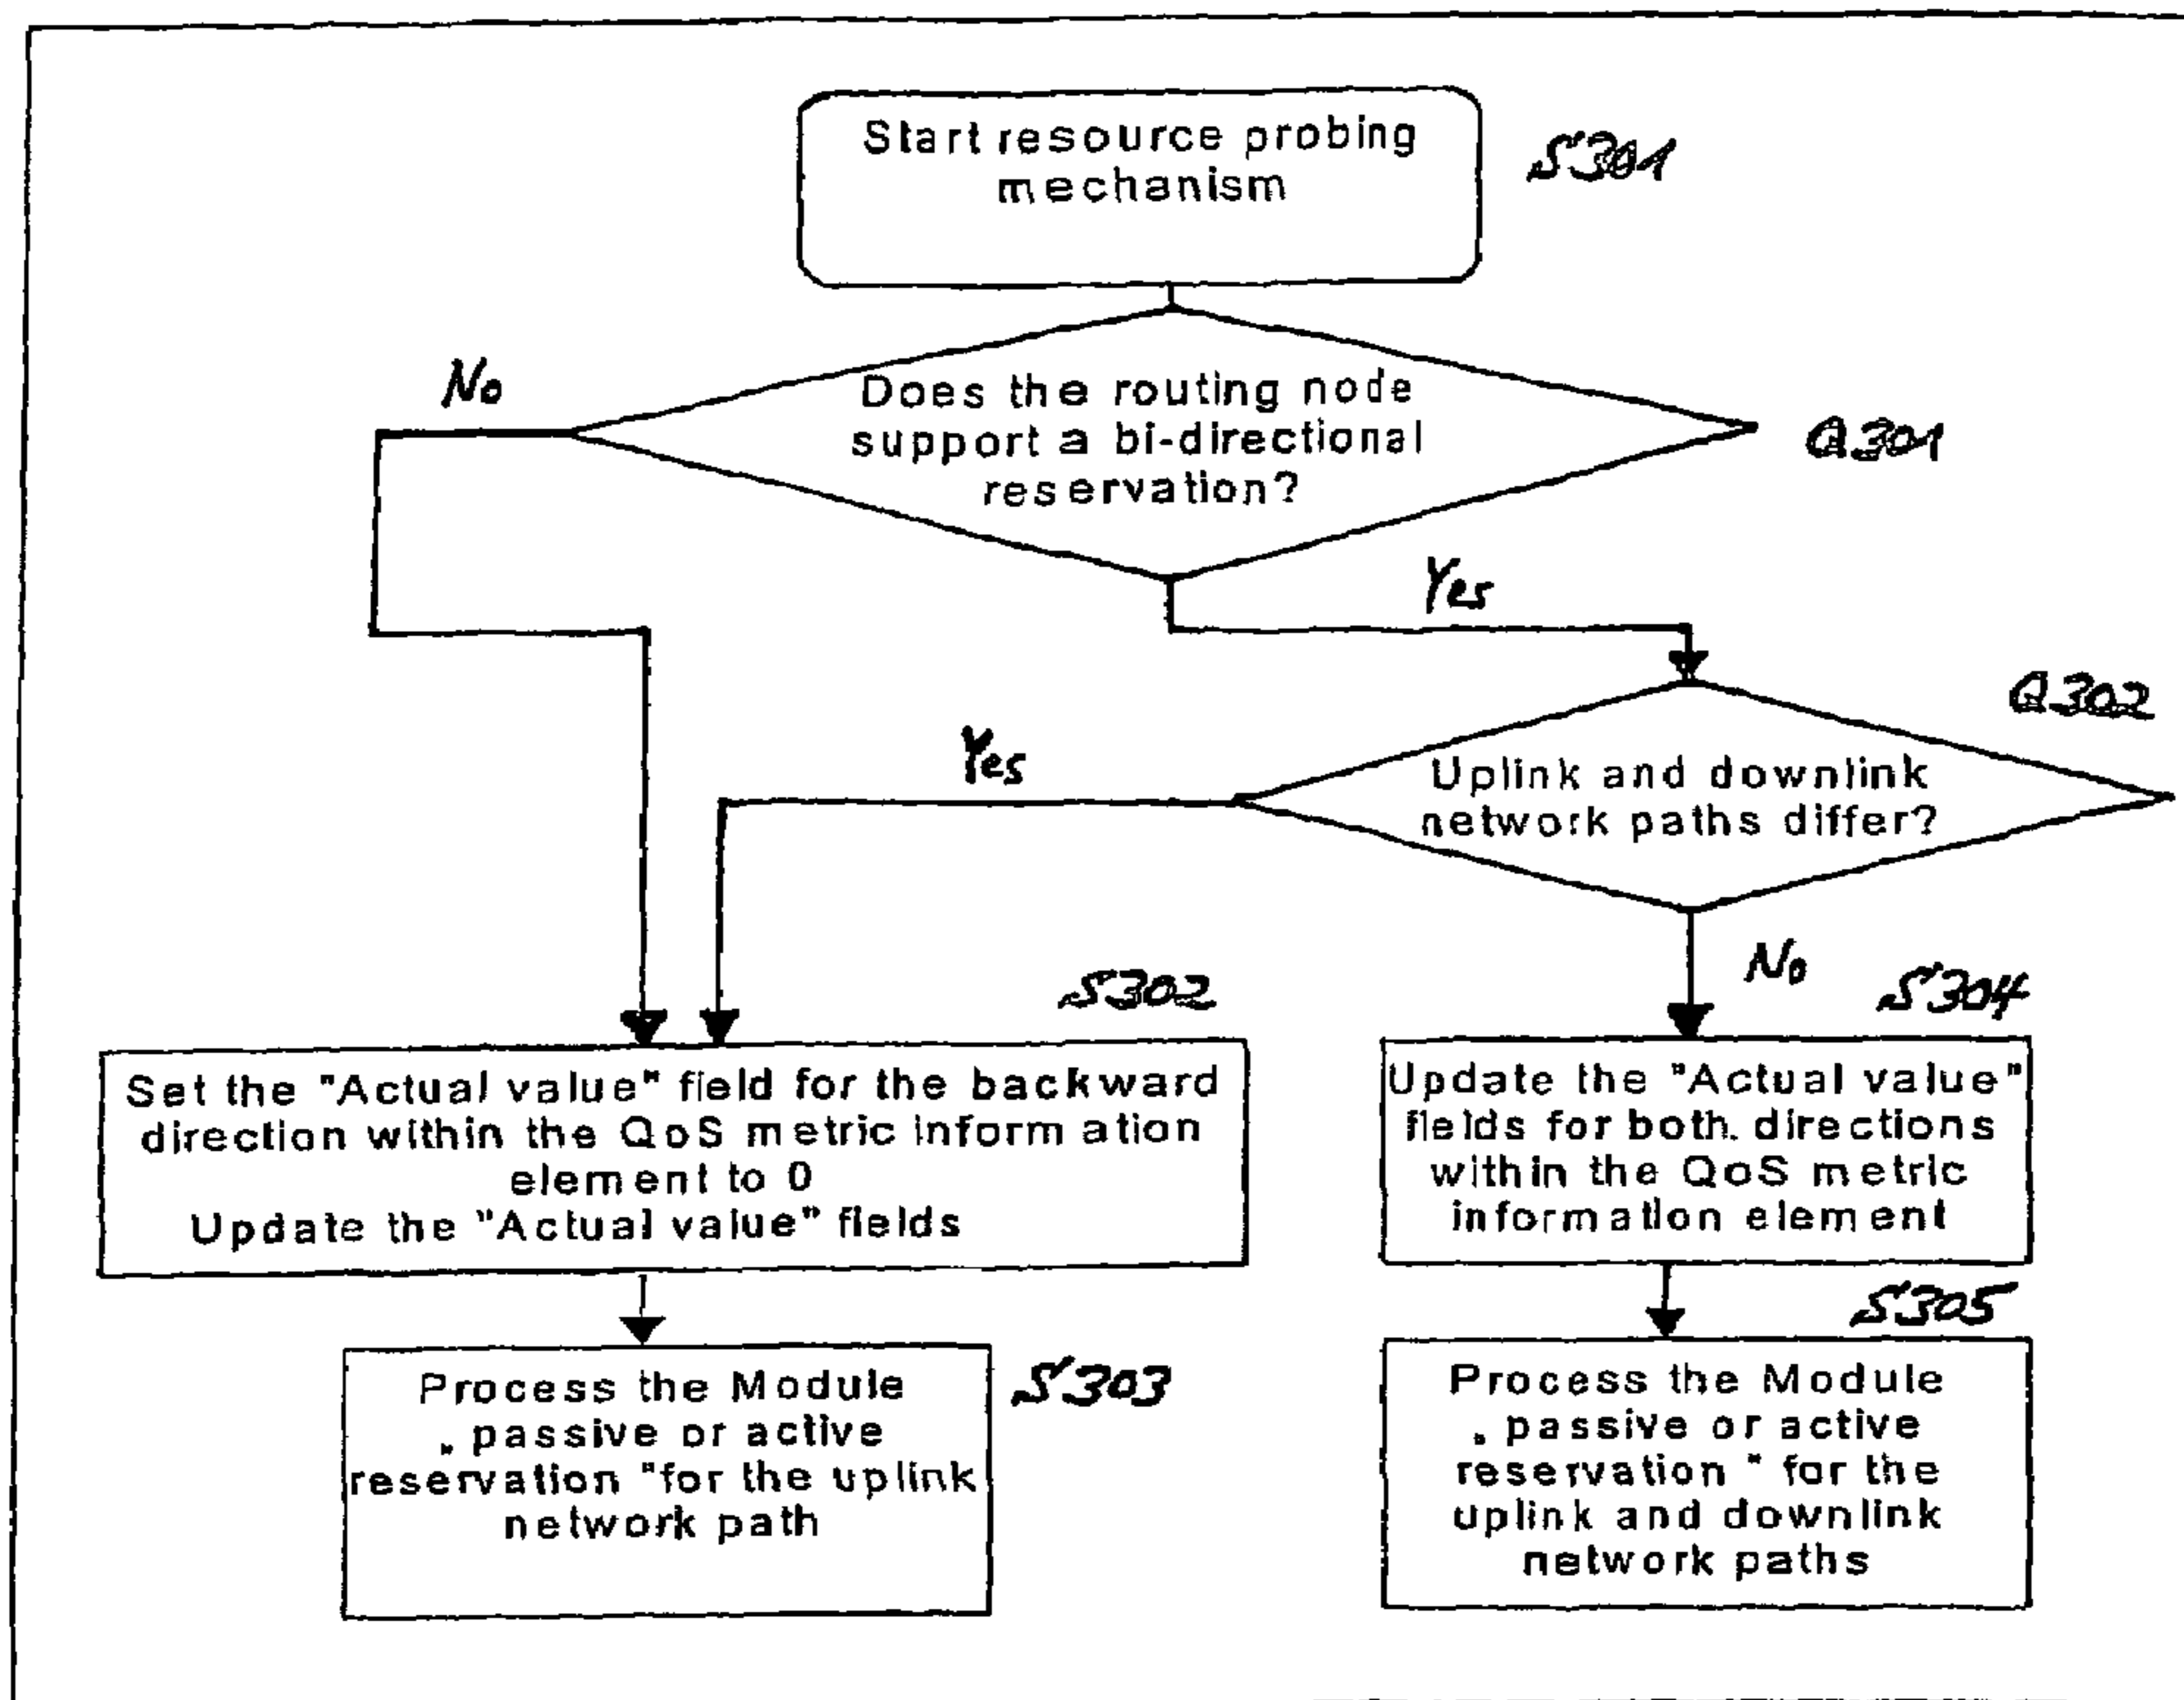 Start resource probing
mechanism
S301
No
Does the routing node
support a bi-directional
reservation?
Q301
Yes
Q302
Yes
Uplink and downlink
network paths differ?
No
S302
S304
Set the "Actual value" field for the backward
direction within the QoS metric information
element to 0
Update the "Actual value" fields
Update the "Actual value"
fields for both. directions
within the QoS metric
information element
S305
Process the Module
„ passive or active
reservation "for the uplink
network path
S303
Process the Module
„ passive or active
reservation " for the
uplink and downlink
network paths